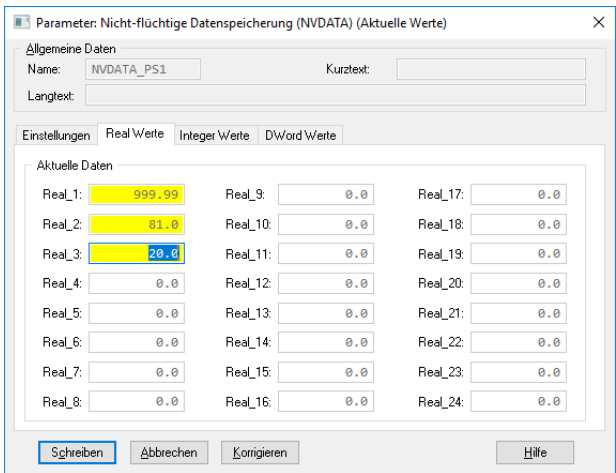 Parameter: Nicht-flüchtige Datenspeicherung (NVDATA) (Aktuelle Werte)
Allgemeine Daten
Name: NVDATA_PS1 Kurztext:
Langtext:
Einstellungen Real Werte Integer Werte DWord Werte
Aktuelle Daten
Real_1: 999.99 Real_9: 0.0 Real_17: 0.0
Real_2: 81.0 Real_10: 0.0 Real_18: 0.0
Real_3: 20.0 Real_11: 0.0 Real_19: 0.0
Real_4: 0.0 Real_12: 0.0 Real_20: 0.0
Real_5: 0.0 Real_13: 0.0 Real_21: 0.0
Real_6: 0.0 Real_14: 0.0 Real_22: 0.0
Real_7: 0.0 Real_15: 0.0 Real_23: 0.0
Real_8: 0.0 Real_16: 0.0 Real_24: 0.0
Schreiben Abbrechen Korrigieren Hilfe